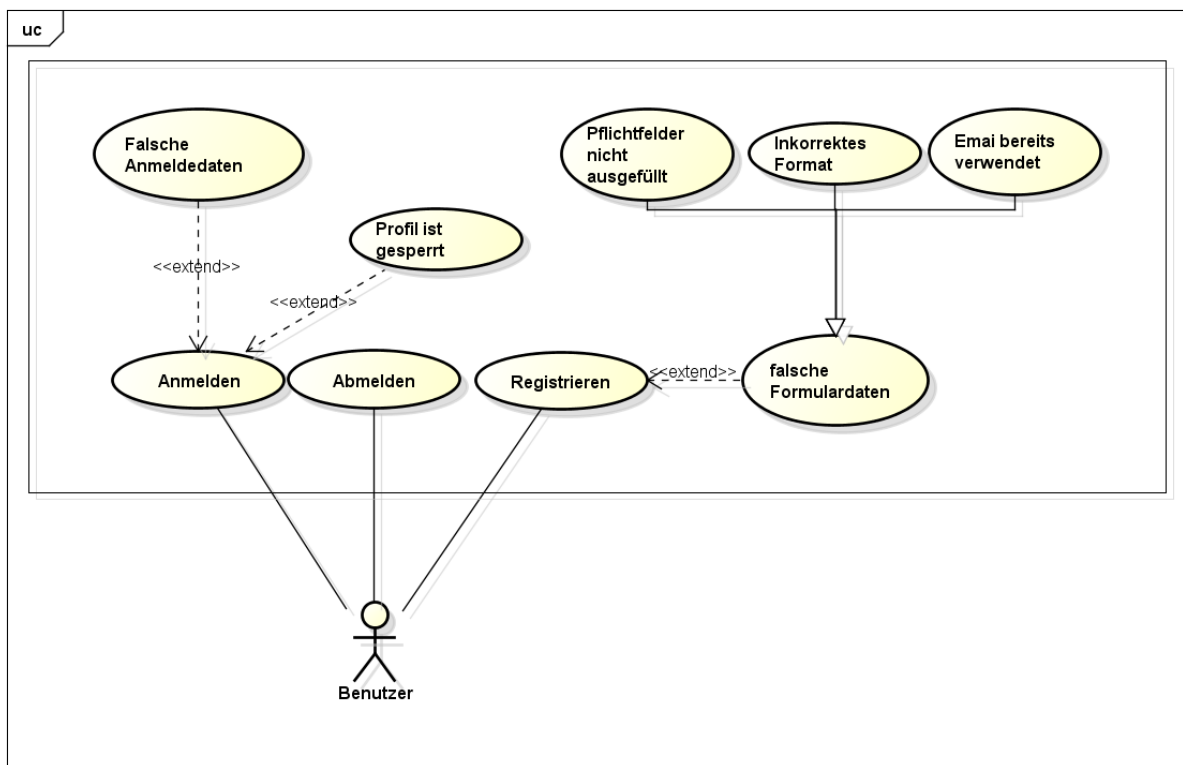 uc
Falsche
Anmeldedaten
Pflichtfelder
nicht
ausgefüllt
Inkorrektes
Format
Emai bereits
verwendet
Profil ist
gesperrt
<<extend>>
<<extend>>
Anmelden
Abmelden
Registrieren
<<extend>>
falsche
Formulardaten
Benutzer